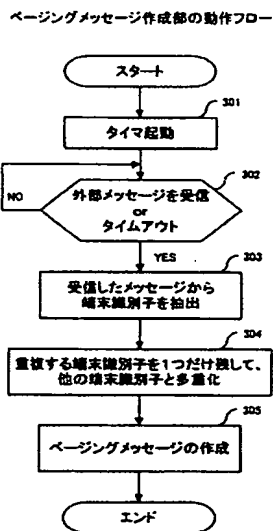 ページングメッセージ作成部の動作フロー
スタート
301
タイマ起動
302
外部メッセージを受信
or
タイムアウト
NO
YES
303
受信したメッセージから
端末識別子を抽出
304
重複する端末識別子を1つだけ残して、
他の端末識別子と多重化
305
ページングメッセージの作成
エンド